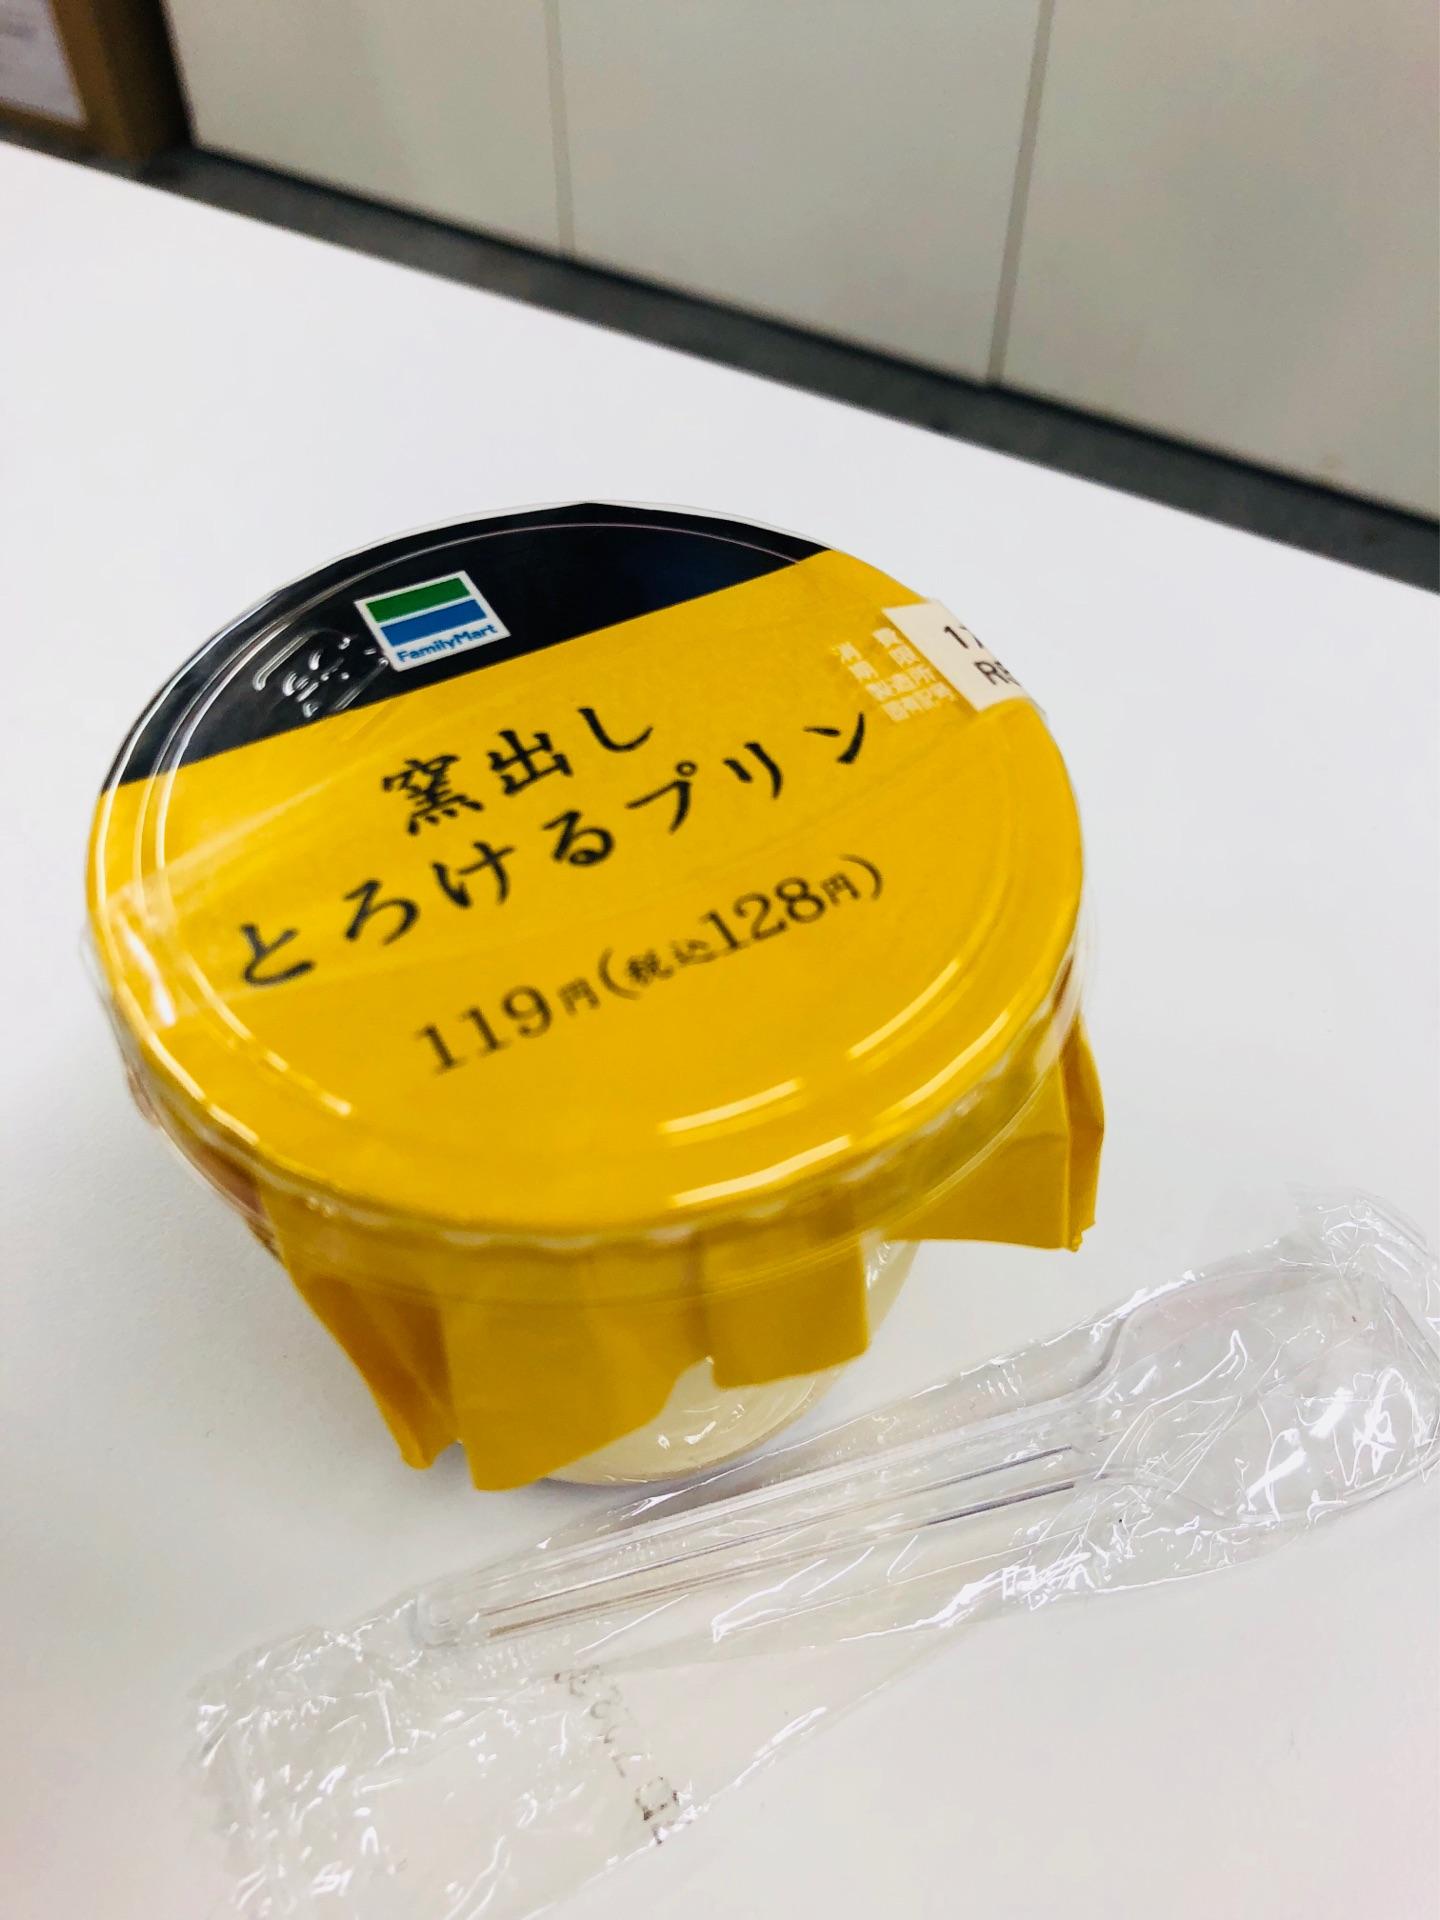 FamilyMart
消費
期限
製造所
固有記号
窯出し
とろけるプリン
119円(税込128円)